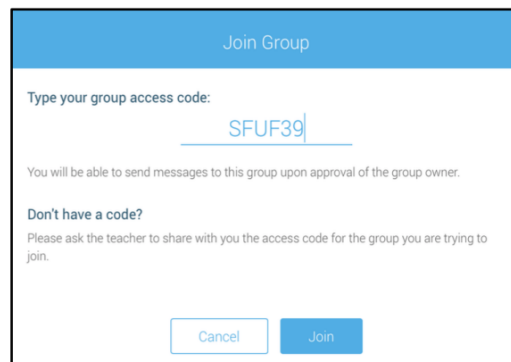 Join Group
Type your group access code:
SFUF39
You will be able to send messages to this group upon approval of the group owner.
Don't have a code?
Please ask the teacher to share with you the access code for the group you are trying to
join.
Cancel Join